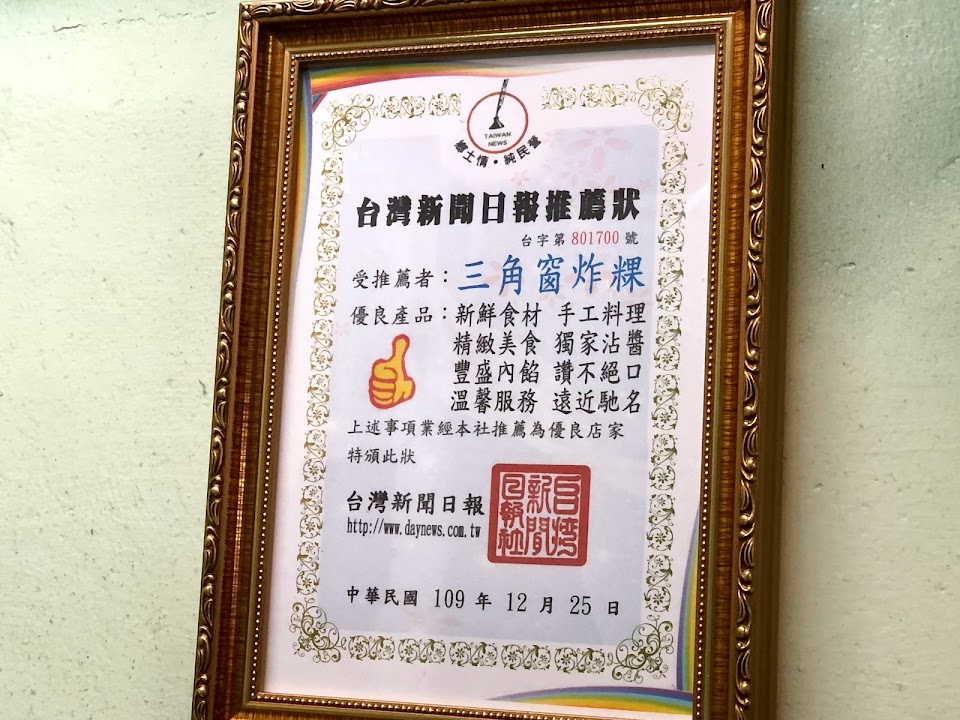 TAIWAN
NEWS
鄉土情・純民營
台灣新聞日報推薦狀
台字第 801700 號
受推薦者：三角窗炸粿
優良產品：新鮮食材 手工料理
精緻美食 獨家沾醬
豐盛內餡 讚不絕口
溫馨服務 遠近馳名
上述事項業經本社推薦為優良店家
特頒此狀
台灣新聞日報
http://www.daynews.com.tw
台灣新聞日報社
中華民國 109 年 12 月 25 日